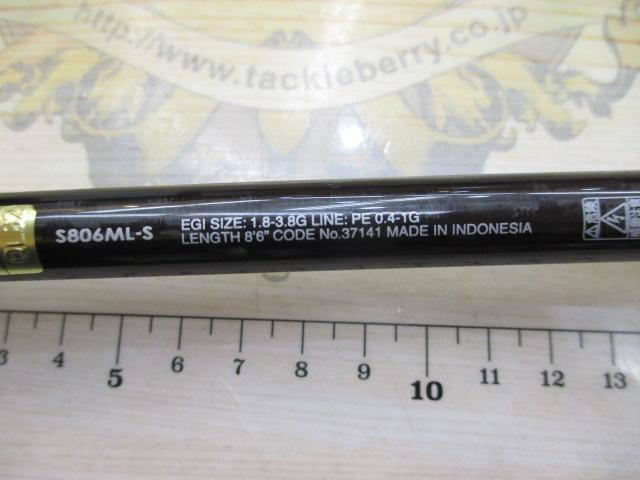 http://www.tackleberry.co.jp
S806ML-S
EGI SIZE: 1.8-3.8G LINE: PE 0.4-1G
LENGTH 8'6" CODE No.37141 MADE IN INDONESIA
3 4 5 6 7 8 9 10 11 12 13